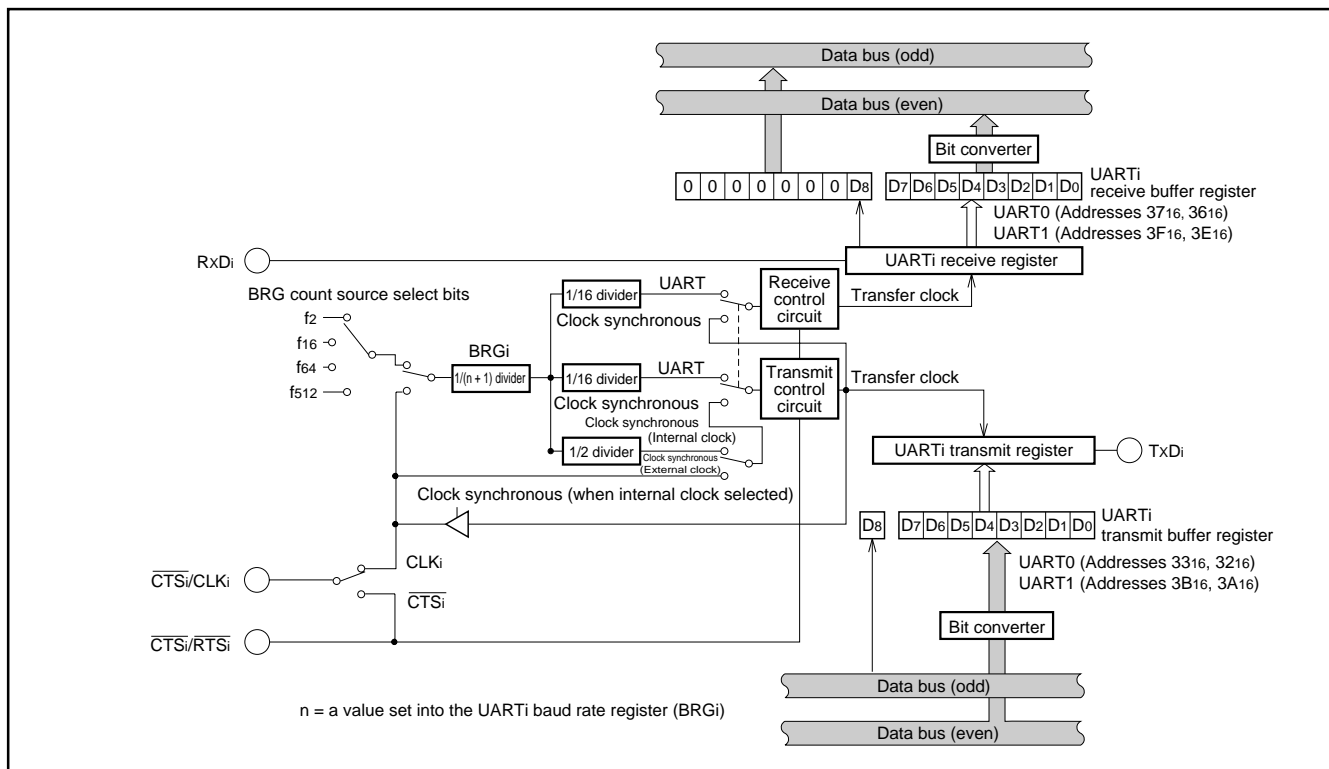 Data bus (odd)
Data bus (even)
Bit converter
0 0 0 0 0 0 0 D8
D7 D6 D5 D4 D3 D2 D1 D0
UARTi
receive buffer register
UART0 (Addresses 3716, 3616)
UART1 (Addresses 3F16, 3E16)
RxDi
UARTi receive register
BRG count source select bits
f2
f16
f64
f512
BRGi
1/(n + 1) divider
1/16 divider
UART
Clock synchronous
Receive
control
circuit
Transfer clock
1/16 divider
UART
Clock synchronous
Transmit
control
circuit
Transfer clock
Clock synchronous
(Internal clock)
1/2 divider
Clock synchronous
(External clock)
UARTi transmit register
TxDi
Clock synchronous (when internal clock selected)
D8
D7 D6 D5 D4 D3 D2 D1 D0
UARTi
transmit buffer register
UART0 (Addresses 3316, 3216)
UART1 (Addresses 3B16, 3A16)
CLKi
CTSi/CLKi
CTSi
CTSi/RTSi
Bit converter
Data bus (odd)
Data bus (even)
n = a value set into the UARTi baud rate register (BRGi)